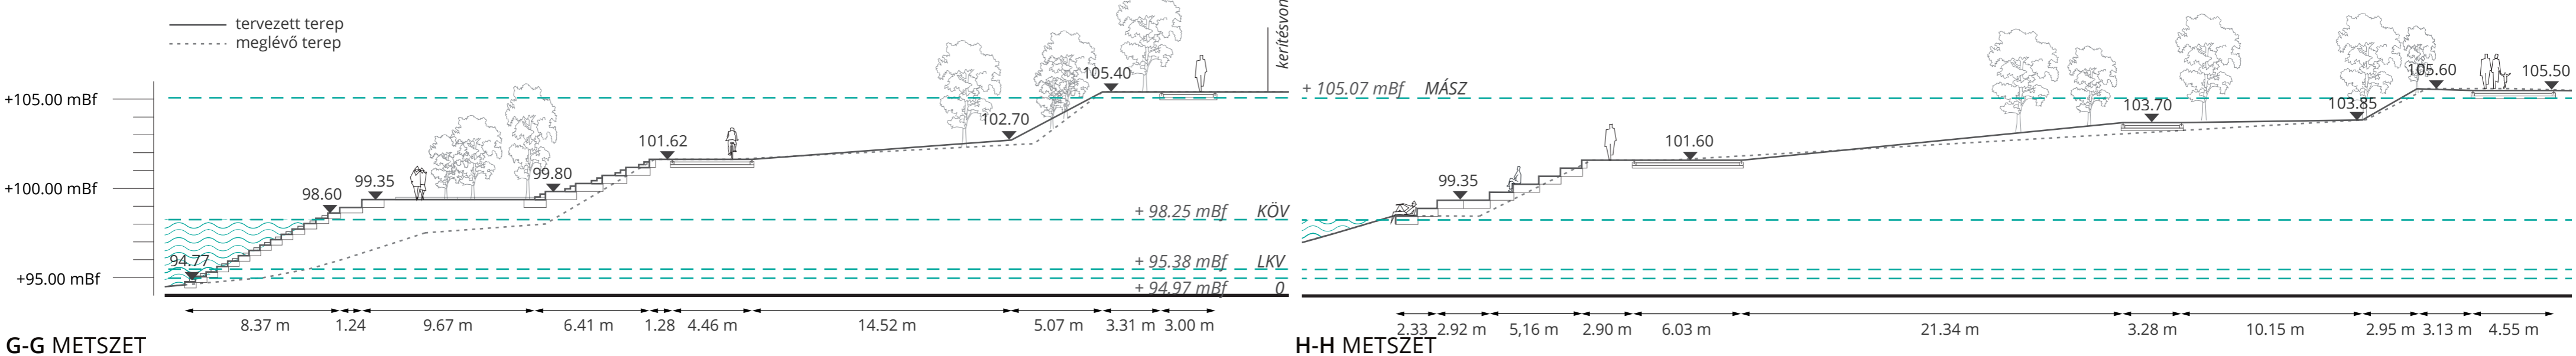 tervezett terep
meglévő terep
+105.00 mBf
+100.00 mBf
+95.00 mBf
94.77
98.60
99.35
99.80
101.62
102.70
105.40
+ 98.25 mBf KÖV
+ 95.38 mBf LKV
+ 94.97 mBf 0
8.37 m 1.24 9.67 m 6.41 m 1.28 4.46 m 14.52 m 5.07 m 3.31 m 3.00 m
G-G METSZET
+ 105.07 mBf MÁSZ
99.35
101.60
103.70
103.85
105.60
105.50
2.33 2.92 m 5,16 m 2.90 m 6.03 m 21.34 m 3.28 m 10.15 m 2.95 m 3.13 m 4.55 m
H-H METSZET